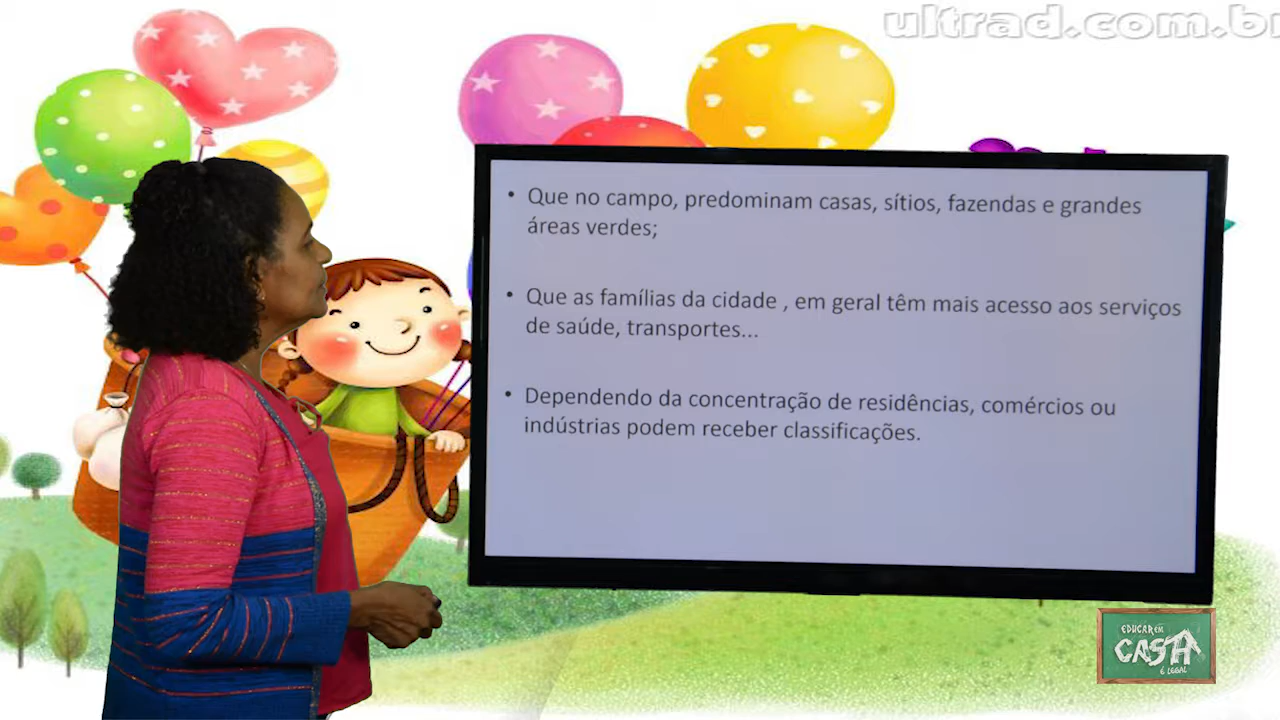 ultrad.com.br
• Que no campo, predominam casas, sítios, fazendas e grandes
áreas verdes;
• Que as famílias da cidade , em geral têm mais acesso aos serviços
de saúde, transportes...
• Dependendo da concentração de residências, comércios ou
indústrias podem receber classificações.
EDUCAR EM
CASA
É LEGAL